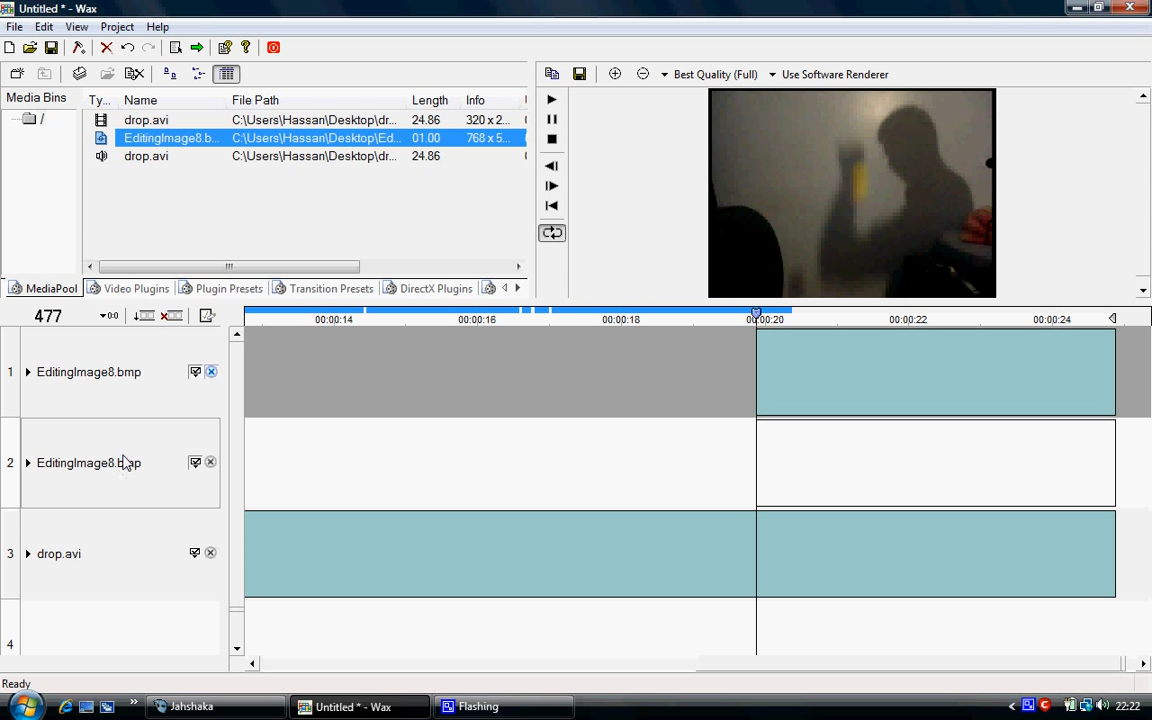 Untitled * - Wax
File Edit View Project Help
Best Quality (Full) Use Software Renderer
Media Bins
/
Ty... Name File Path Length Info
drop.avi C:\Users\Hassan\Desktop\dr... 24.86 320 x 2...
EditingImage8.b... C:\Users\Hassan\Desktop\Ed... 01.00 768 x 5...
drop.avi C:\Users\Hassan\Desktop\dr... 24.86
MediaPool Video Plugins Plugin Presets Transition Presets DirectX Plugins
477
00:00:14 00:00:16 00:00:18 00:00:20 00:00:22 00:00:24
1 EditingImage8.bmp
2 EditingImage8.bmp
3 drop.avi
4
Ready
Jahshaka Untitled * - Wax Flashing 22:22